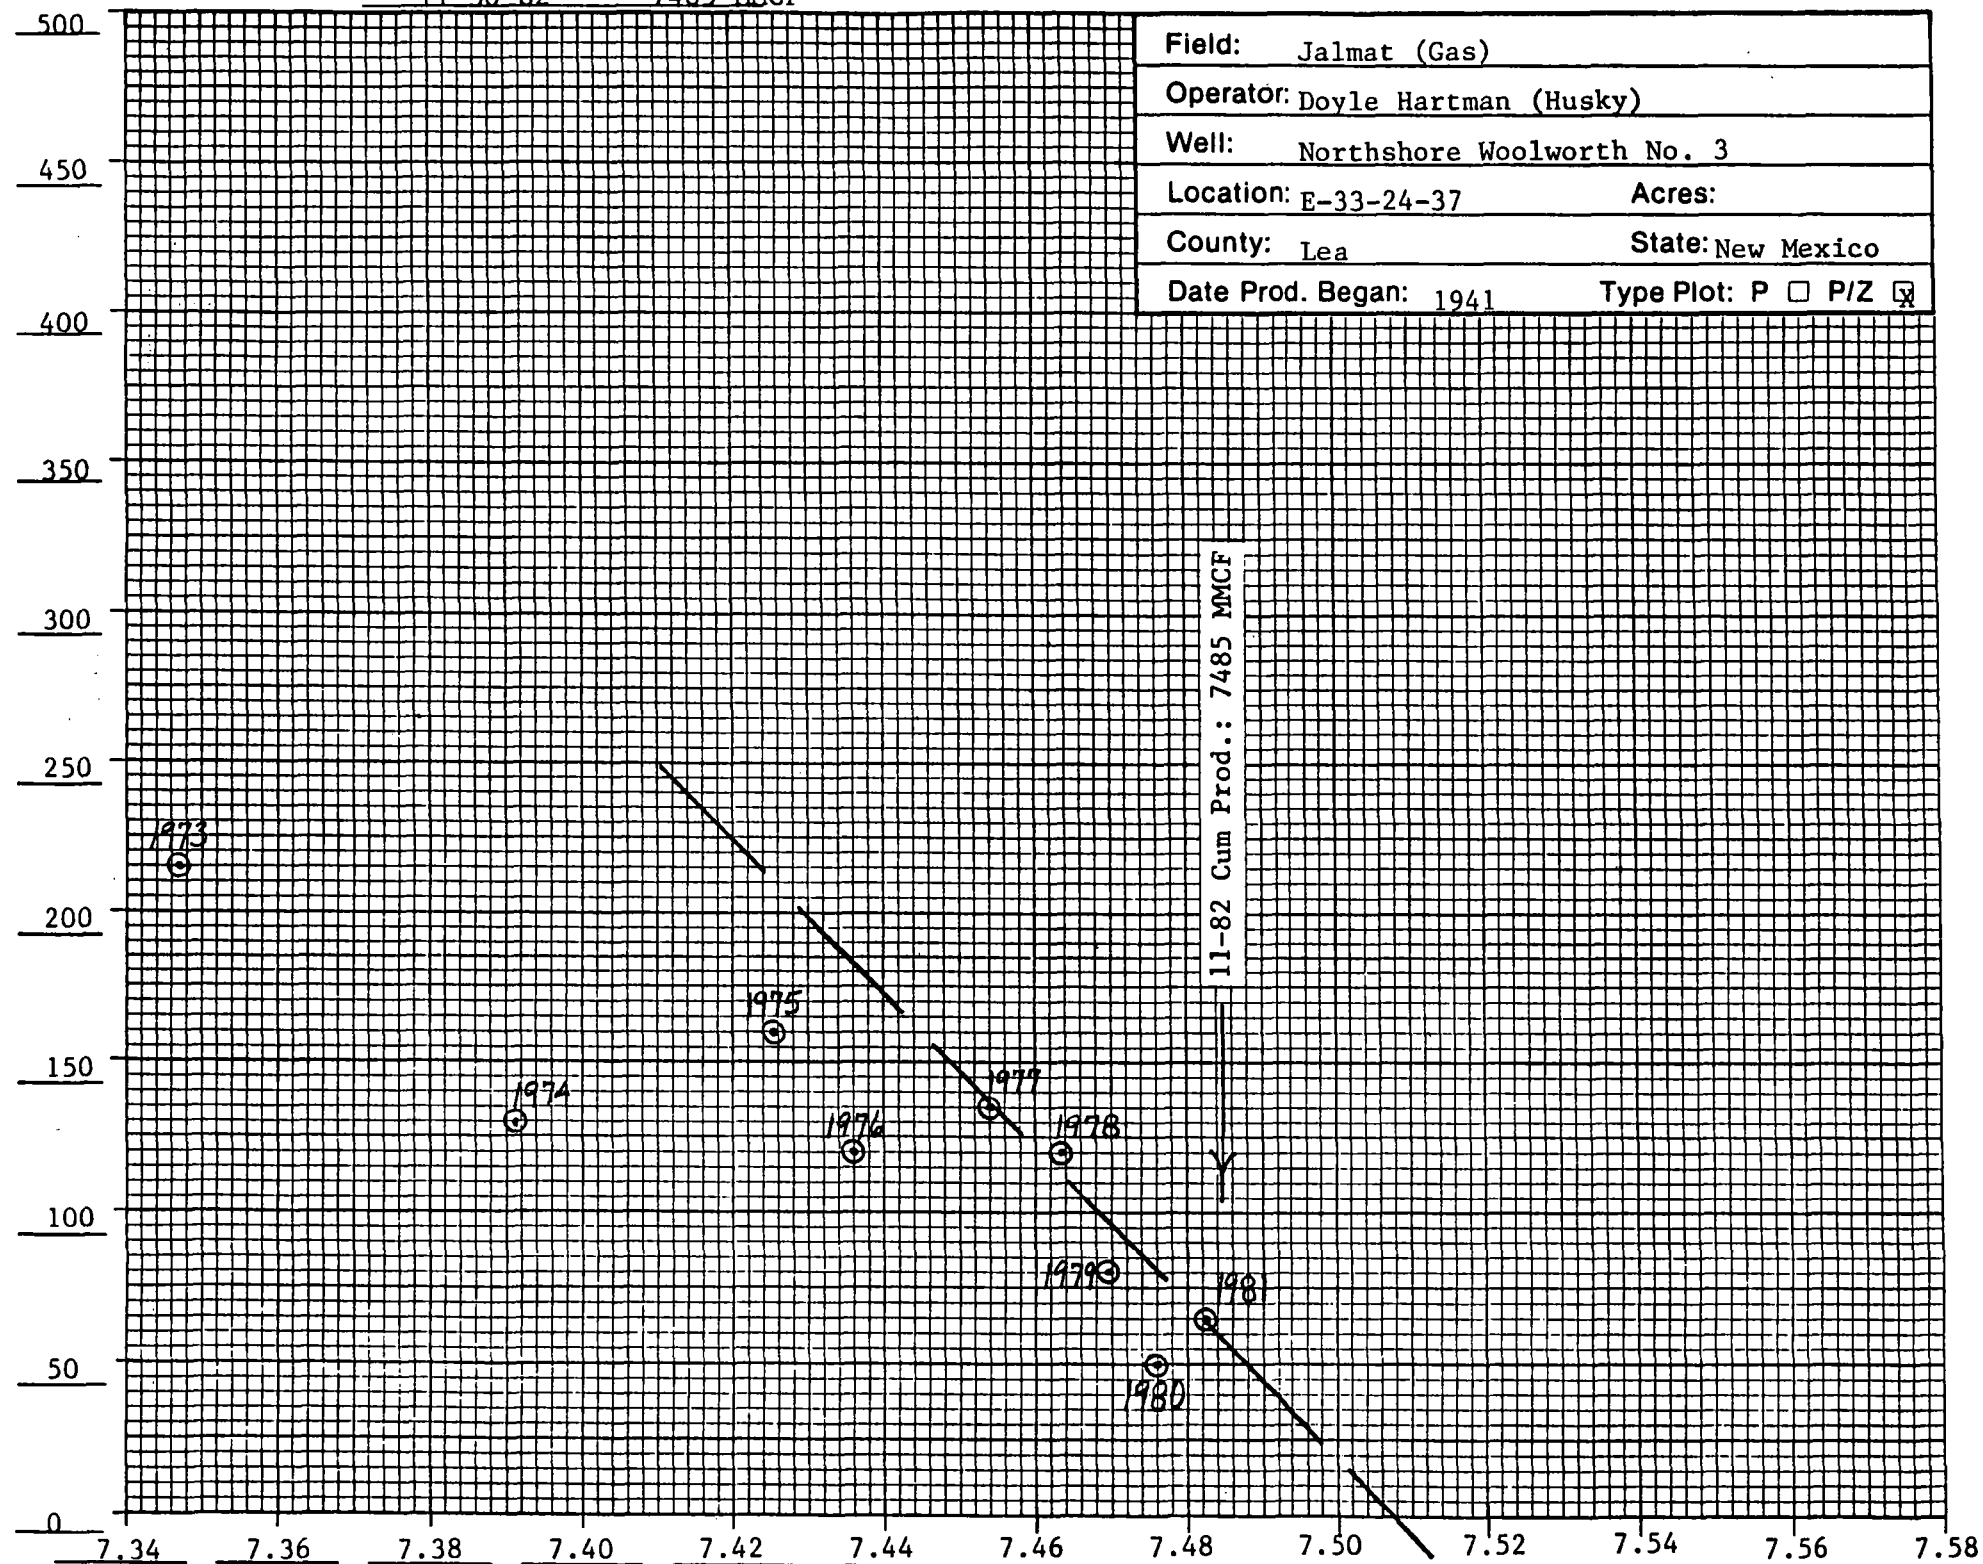 500
450
400
350
300
250
200
150
100
50
0
Field: Jalmat (Gas)
Operator: Doyle Hartman (Husky)
Well: Northshore Woolworth No. 3
Location: E-33-24-37 Acres:
County: Lea State: New Mexico
Date Prod. Began: 1941 Type Plot: P ☐ P/Z ☒
11-82 Cum Prod.: 7485 MMCF
1973
1975
1974
1976
1977
1978
1979
1981
1980
7.34 7.36 7.38 7.40 7.42 7.44 7.46 7.48 7.50 7.52 7.54 7.56 7.58